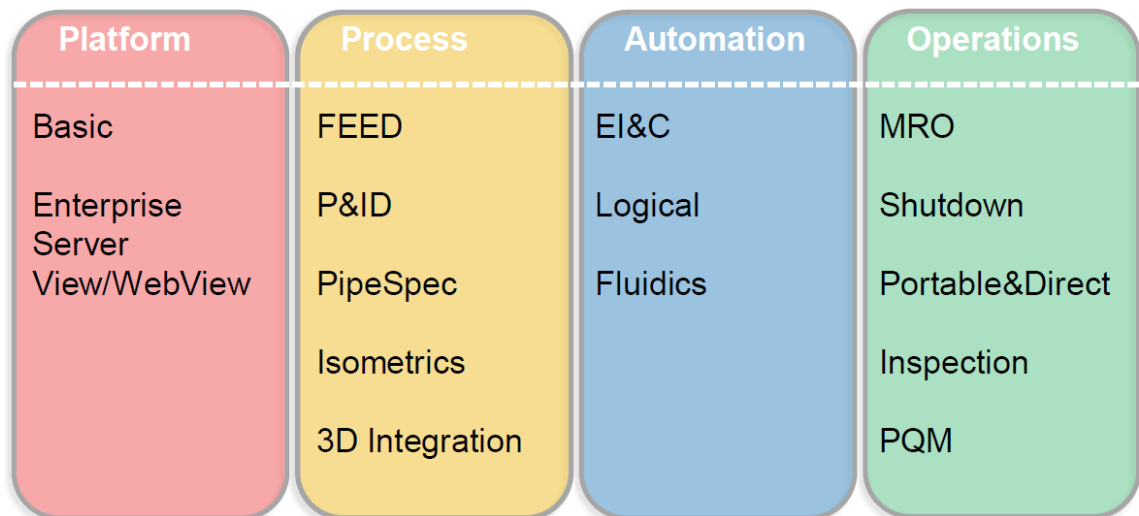 Platform
Basic
Enterprise
Server
View/WebView
Process
FEED
P&ID
PipeSpec
Isometrics
3D Integration
Automation
EI&C
Logical
Fluidics
Operations
MRO
Shutdown
Portable&Direct
Inspection
PQM